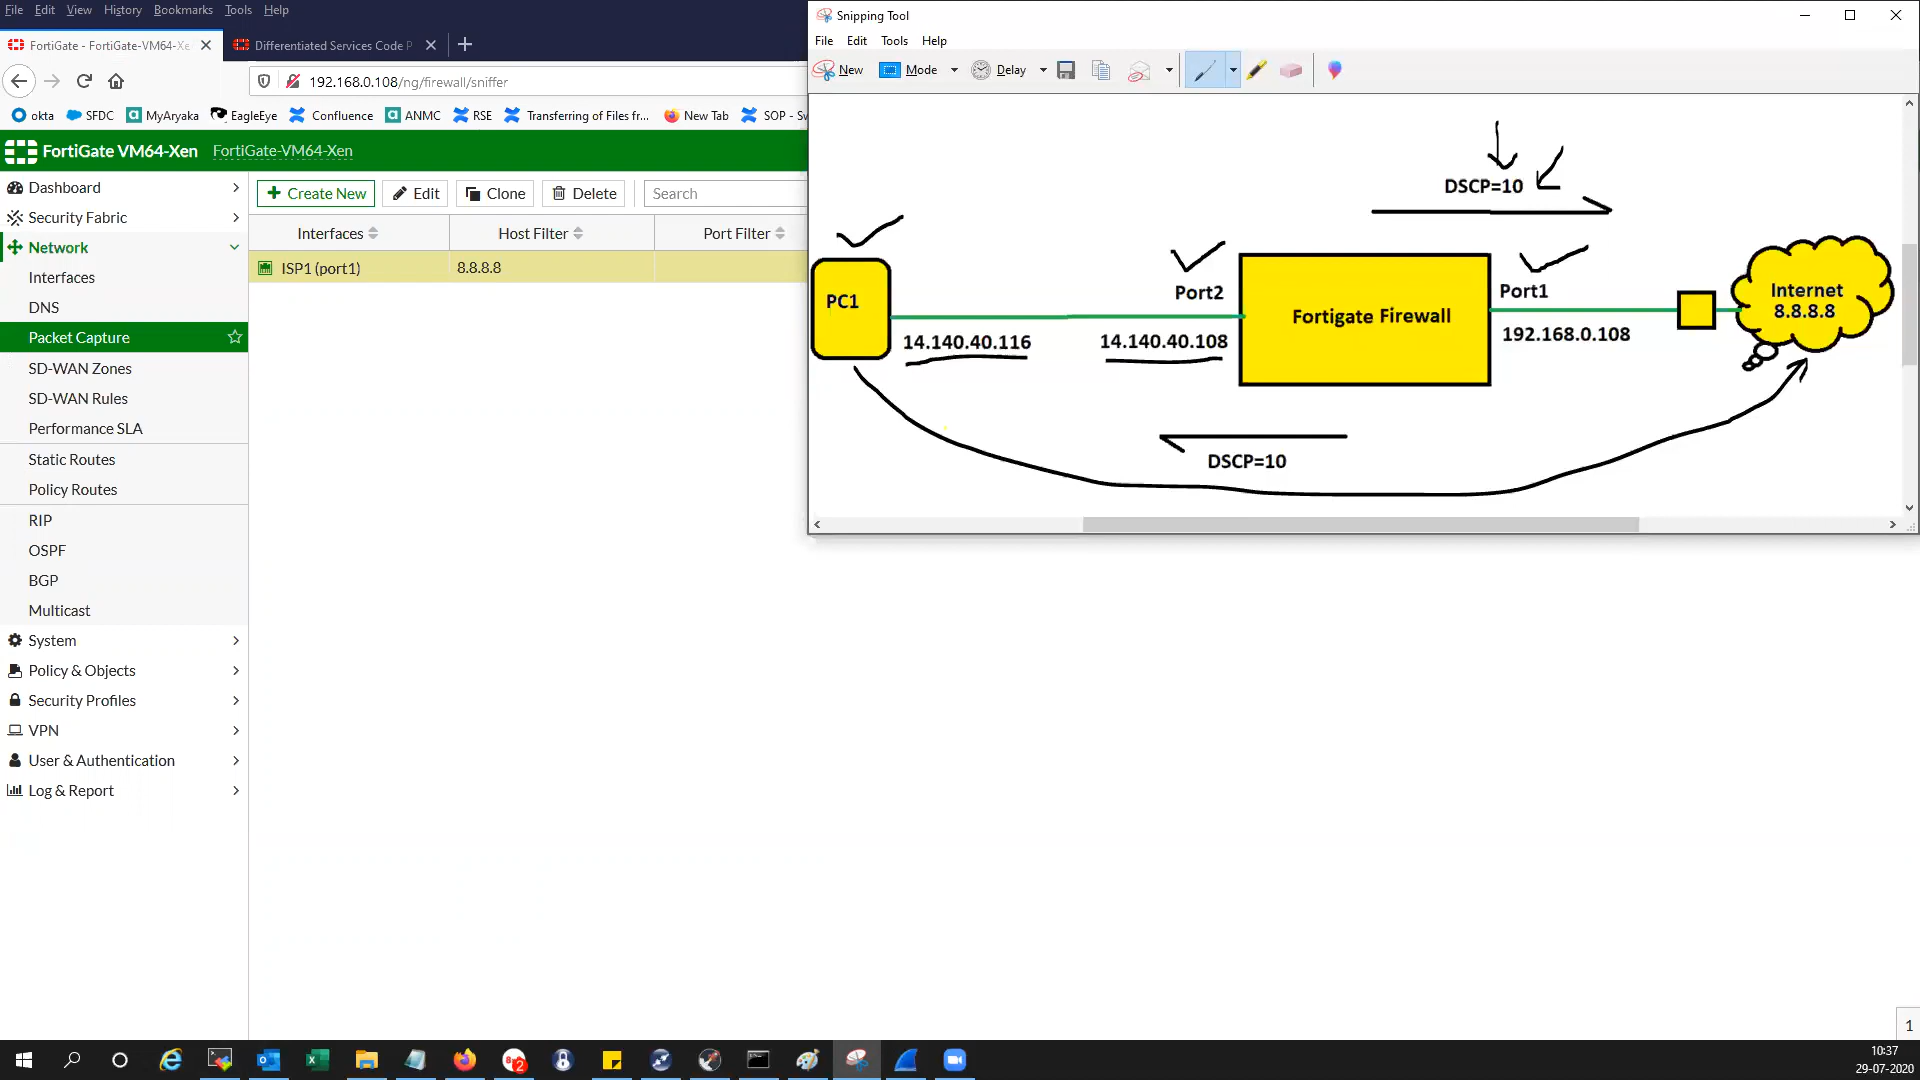 File Edit View History Bookmarks Tools Help
FortiGate - FortiGate-VM64-Xe
Differentiated Services Code P
192.168.0.108/ng/firewall/sniffer
okta SFDC MyAryaka EagleEye Confluence ANMC RSE Transferring of Files fr... New Tab SOP - Sw
FortiGate VM64-Xen FortiGate-VM64-Xen
Dashboard
Security Fabric
Network
Interfaces
DNS
Packet Capture
SD-WAN Zones
SD-WAN Rules
Performance SLA
Static Routes
Policy Routes
RIP
OSPF
BGP
Multicast
System
Policy & Objects
Security Profiles
VPN
User & Authentication
Log & Report
Create New Edit Clone Delete Search
Interfaces Host Filter Port Filter
ISP1 (port1) 8.8.8.8
1
Snipping Tool
File Edit Tools Help
New Mode Delay
DSCP=10
PC1
Port2
Fortigate Firewall
Port1
Internet
8.8.8.8
14.140.40.116
14.140.40.108
192.168.0.108
DSCP=10
2
10:37
29-07-2020